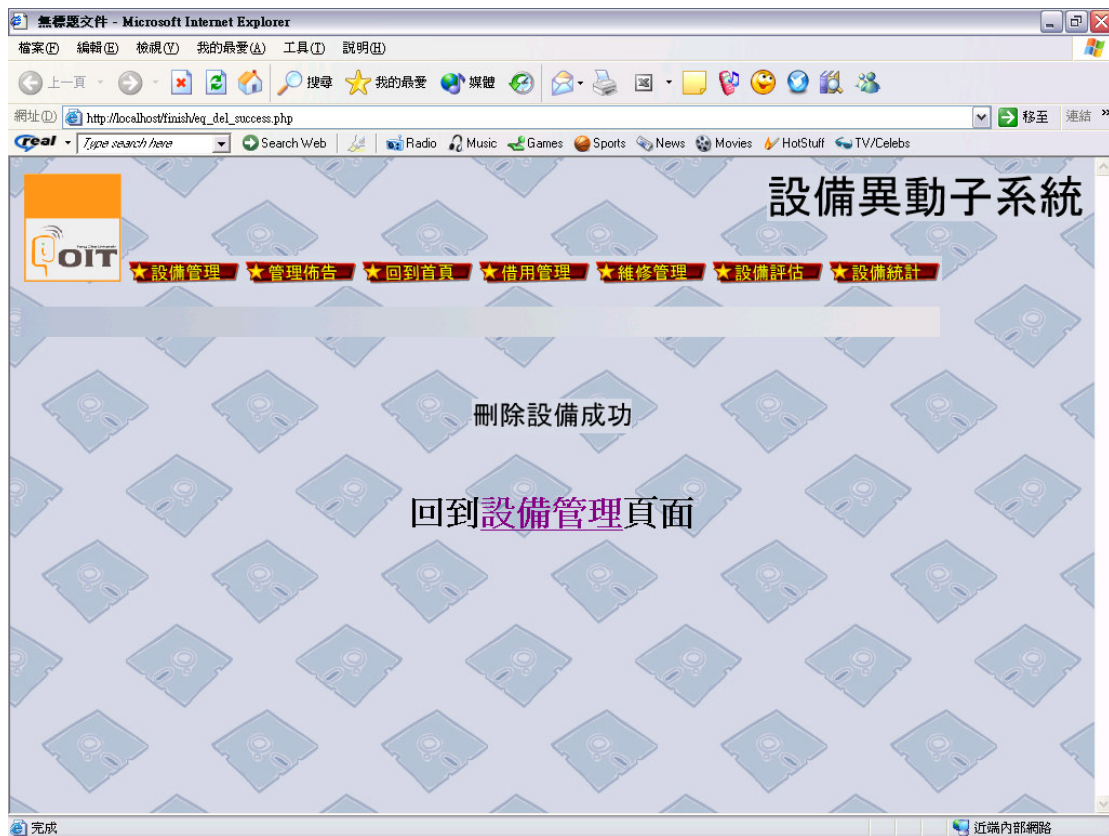 無標題文件 - Microsoft Internet Explorer
檔案(F) 編輯(E) 檢視(V) 我的最愛(A) 工具(T) 説明(H)
上一頁 搜尋 我的最愛 媒體
網址(D) http://localhost/finish/eq_del_success.php 移至 連結 »
real Type search here Search Web Radio Music Games Sports News Movies HotStuff TV/Celebs
設備異動子系統
Feng Chia University
OIT
設備管理 管理佈告 回到首頁 借用管理 維修管理 設備評估 設備統計
刪除設備成功
回到設備管理頁面
完成 近端內部網路